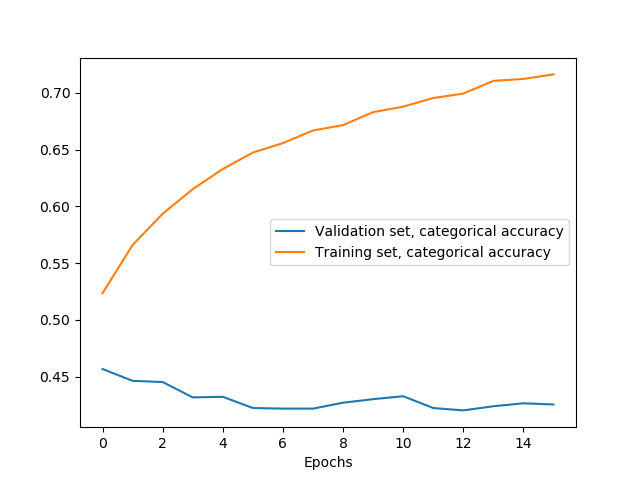 0.70
0.65
0.60
0.55
0.50
0.45
Validation set, categorical accuracy
Training set, categorical accuracy
0 2 4 6 8 10 12 14
Epochs